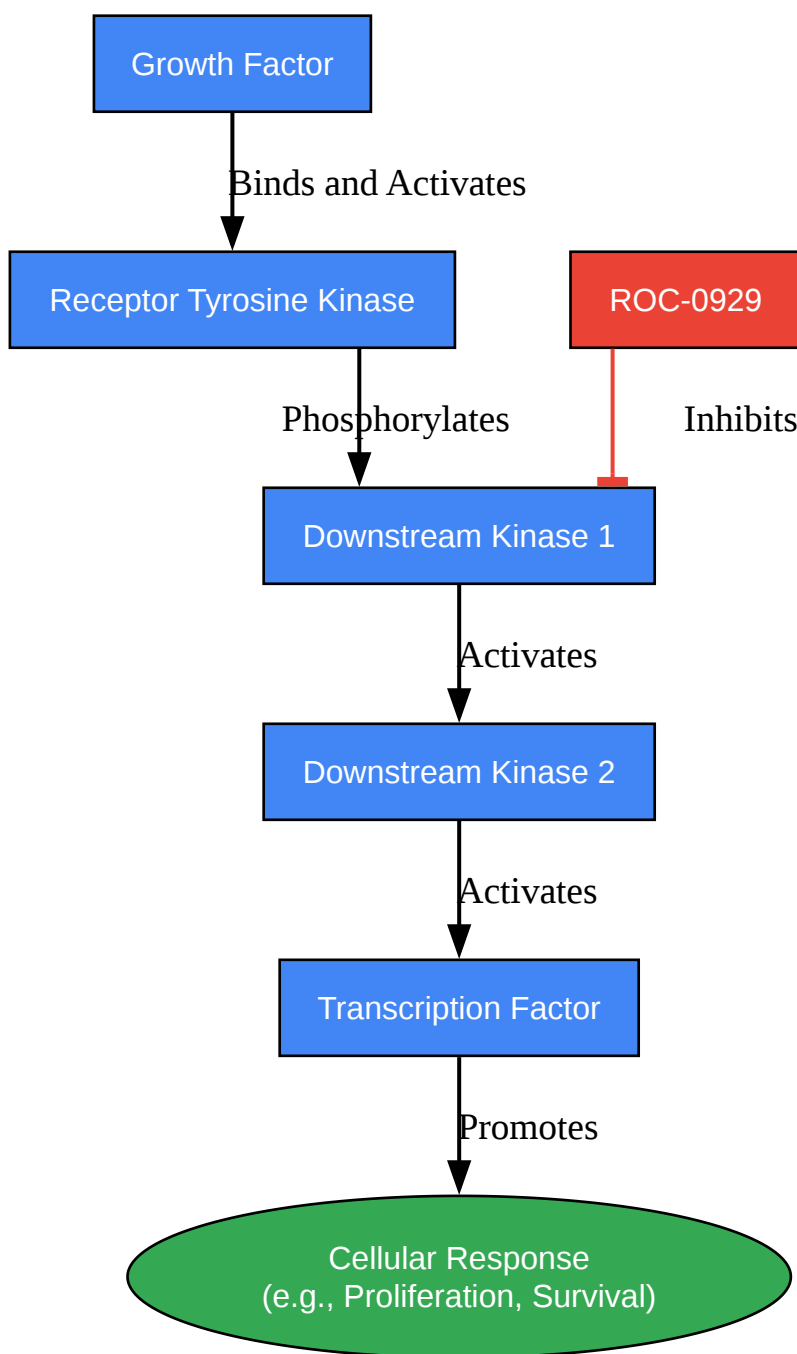 Growth Factor
Binds and Activates
Receptor Tyrosine Kinase
ROC-0929
Phosphorylates
Inhibits
Downstream Kinase 1
Activates
Downstream Kinase 2
Activates
Transcription Factor
Promotes
Cellular Response
(e.g., Proliferation, Survival)